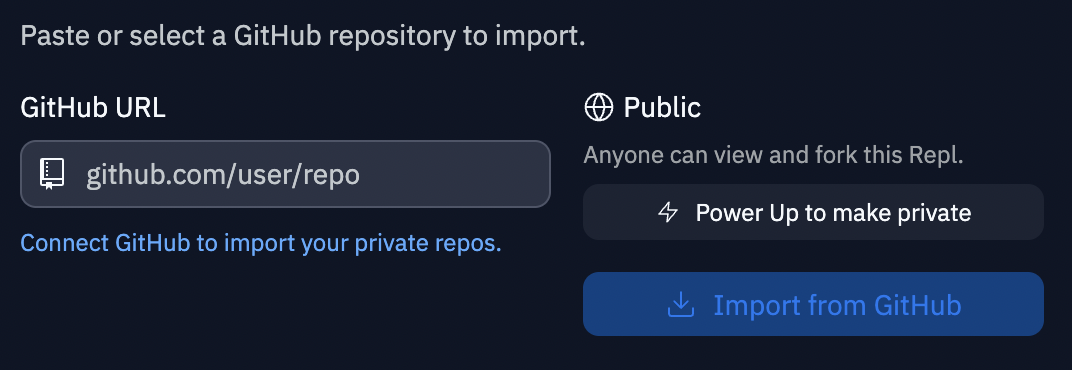 Paste or select a GitHub repository to import.
GitHub URL
github.com/user/repo
Connect GitHub to import your private repos.
Public
Anyone can view and fork this Repl.
Power Up to make private
Import from GitHub